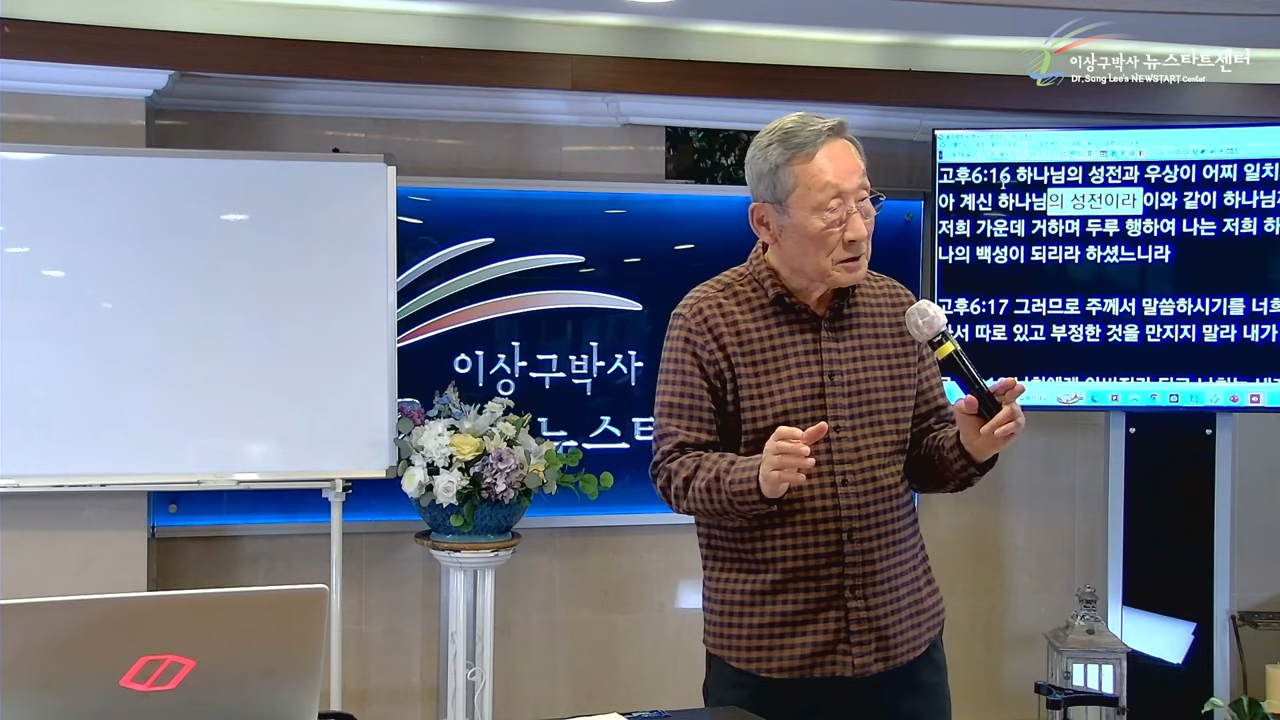 이상구박사 뉴스타트센터
Dr. Sang Lee's NEWSTART Center
고후6:16 하나님의 성전과 우상이 어찌 일치
아 계신 하나님의 성전이라 이와 같이 하나님
저희 가운데 거하며 두루 행하여 나는 저희 하
나의 백성이 되리라 하셨느니라
고후6:17 그러므로 주께서 말씀하시기를 너희
서 따로 있고 부정한 것을 만지지 말라 내가
이상구박사
뉴스타